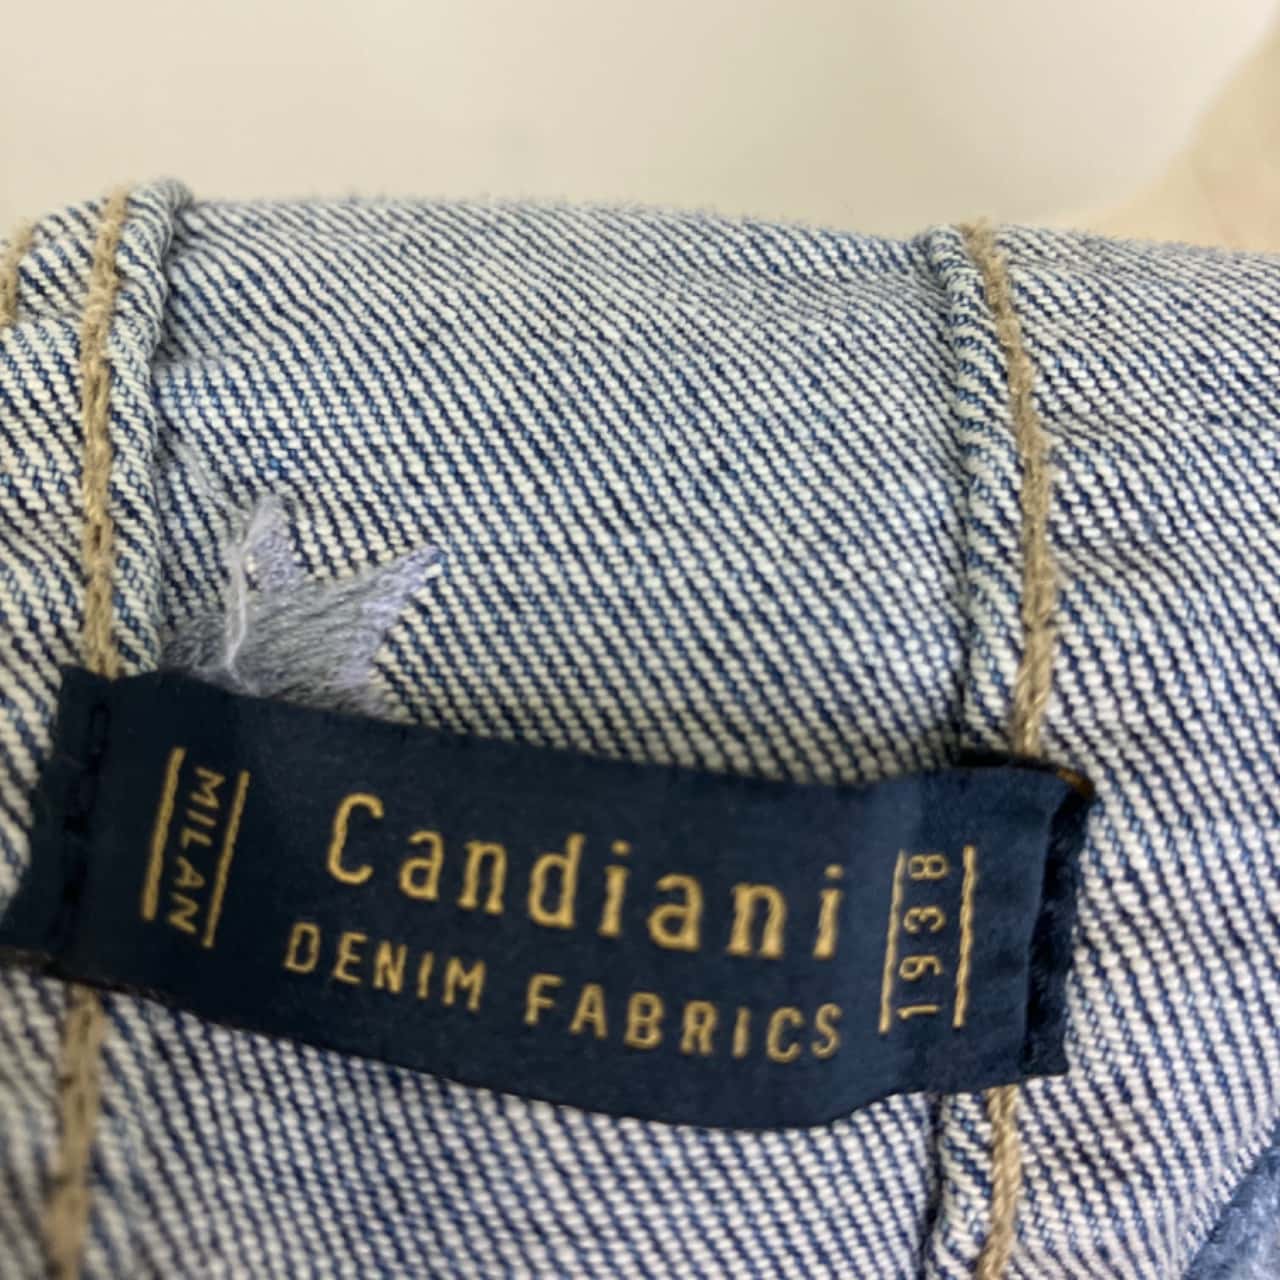 MILAN
Candiani
DENIM FABRICS
1938